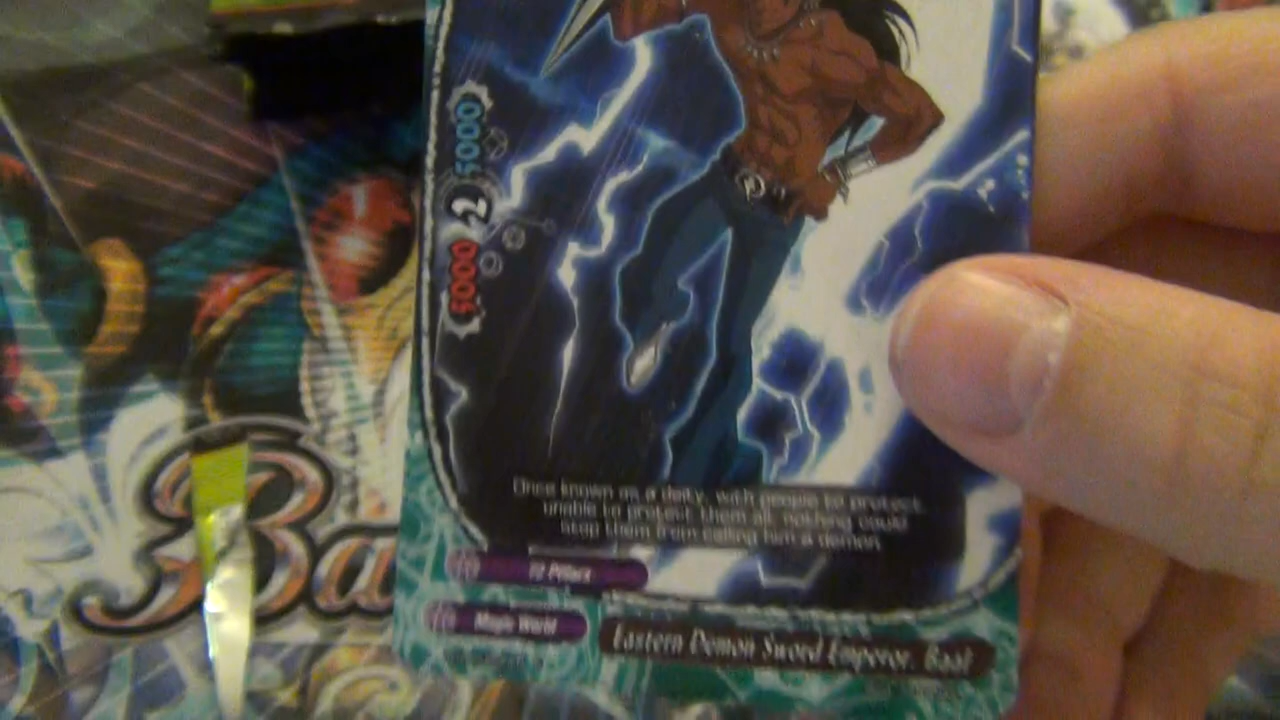 5000
2
5000
Once known as a deity, with people to protect.
Unable to protect them all, nothing could
stop them from calling him a demon.
72 Pillars
Magic World
Eastern Demon Sword Emperor, Baal
Ba